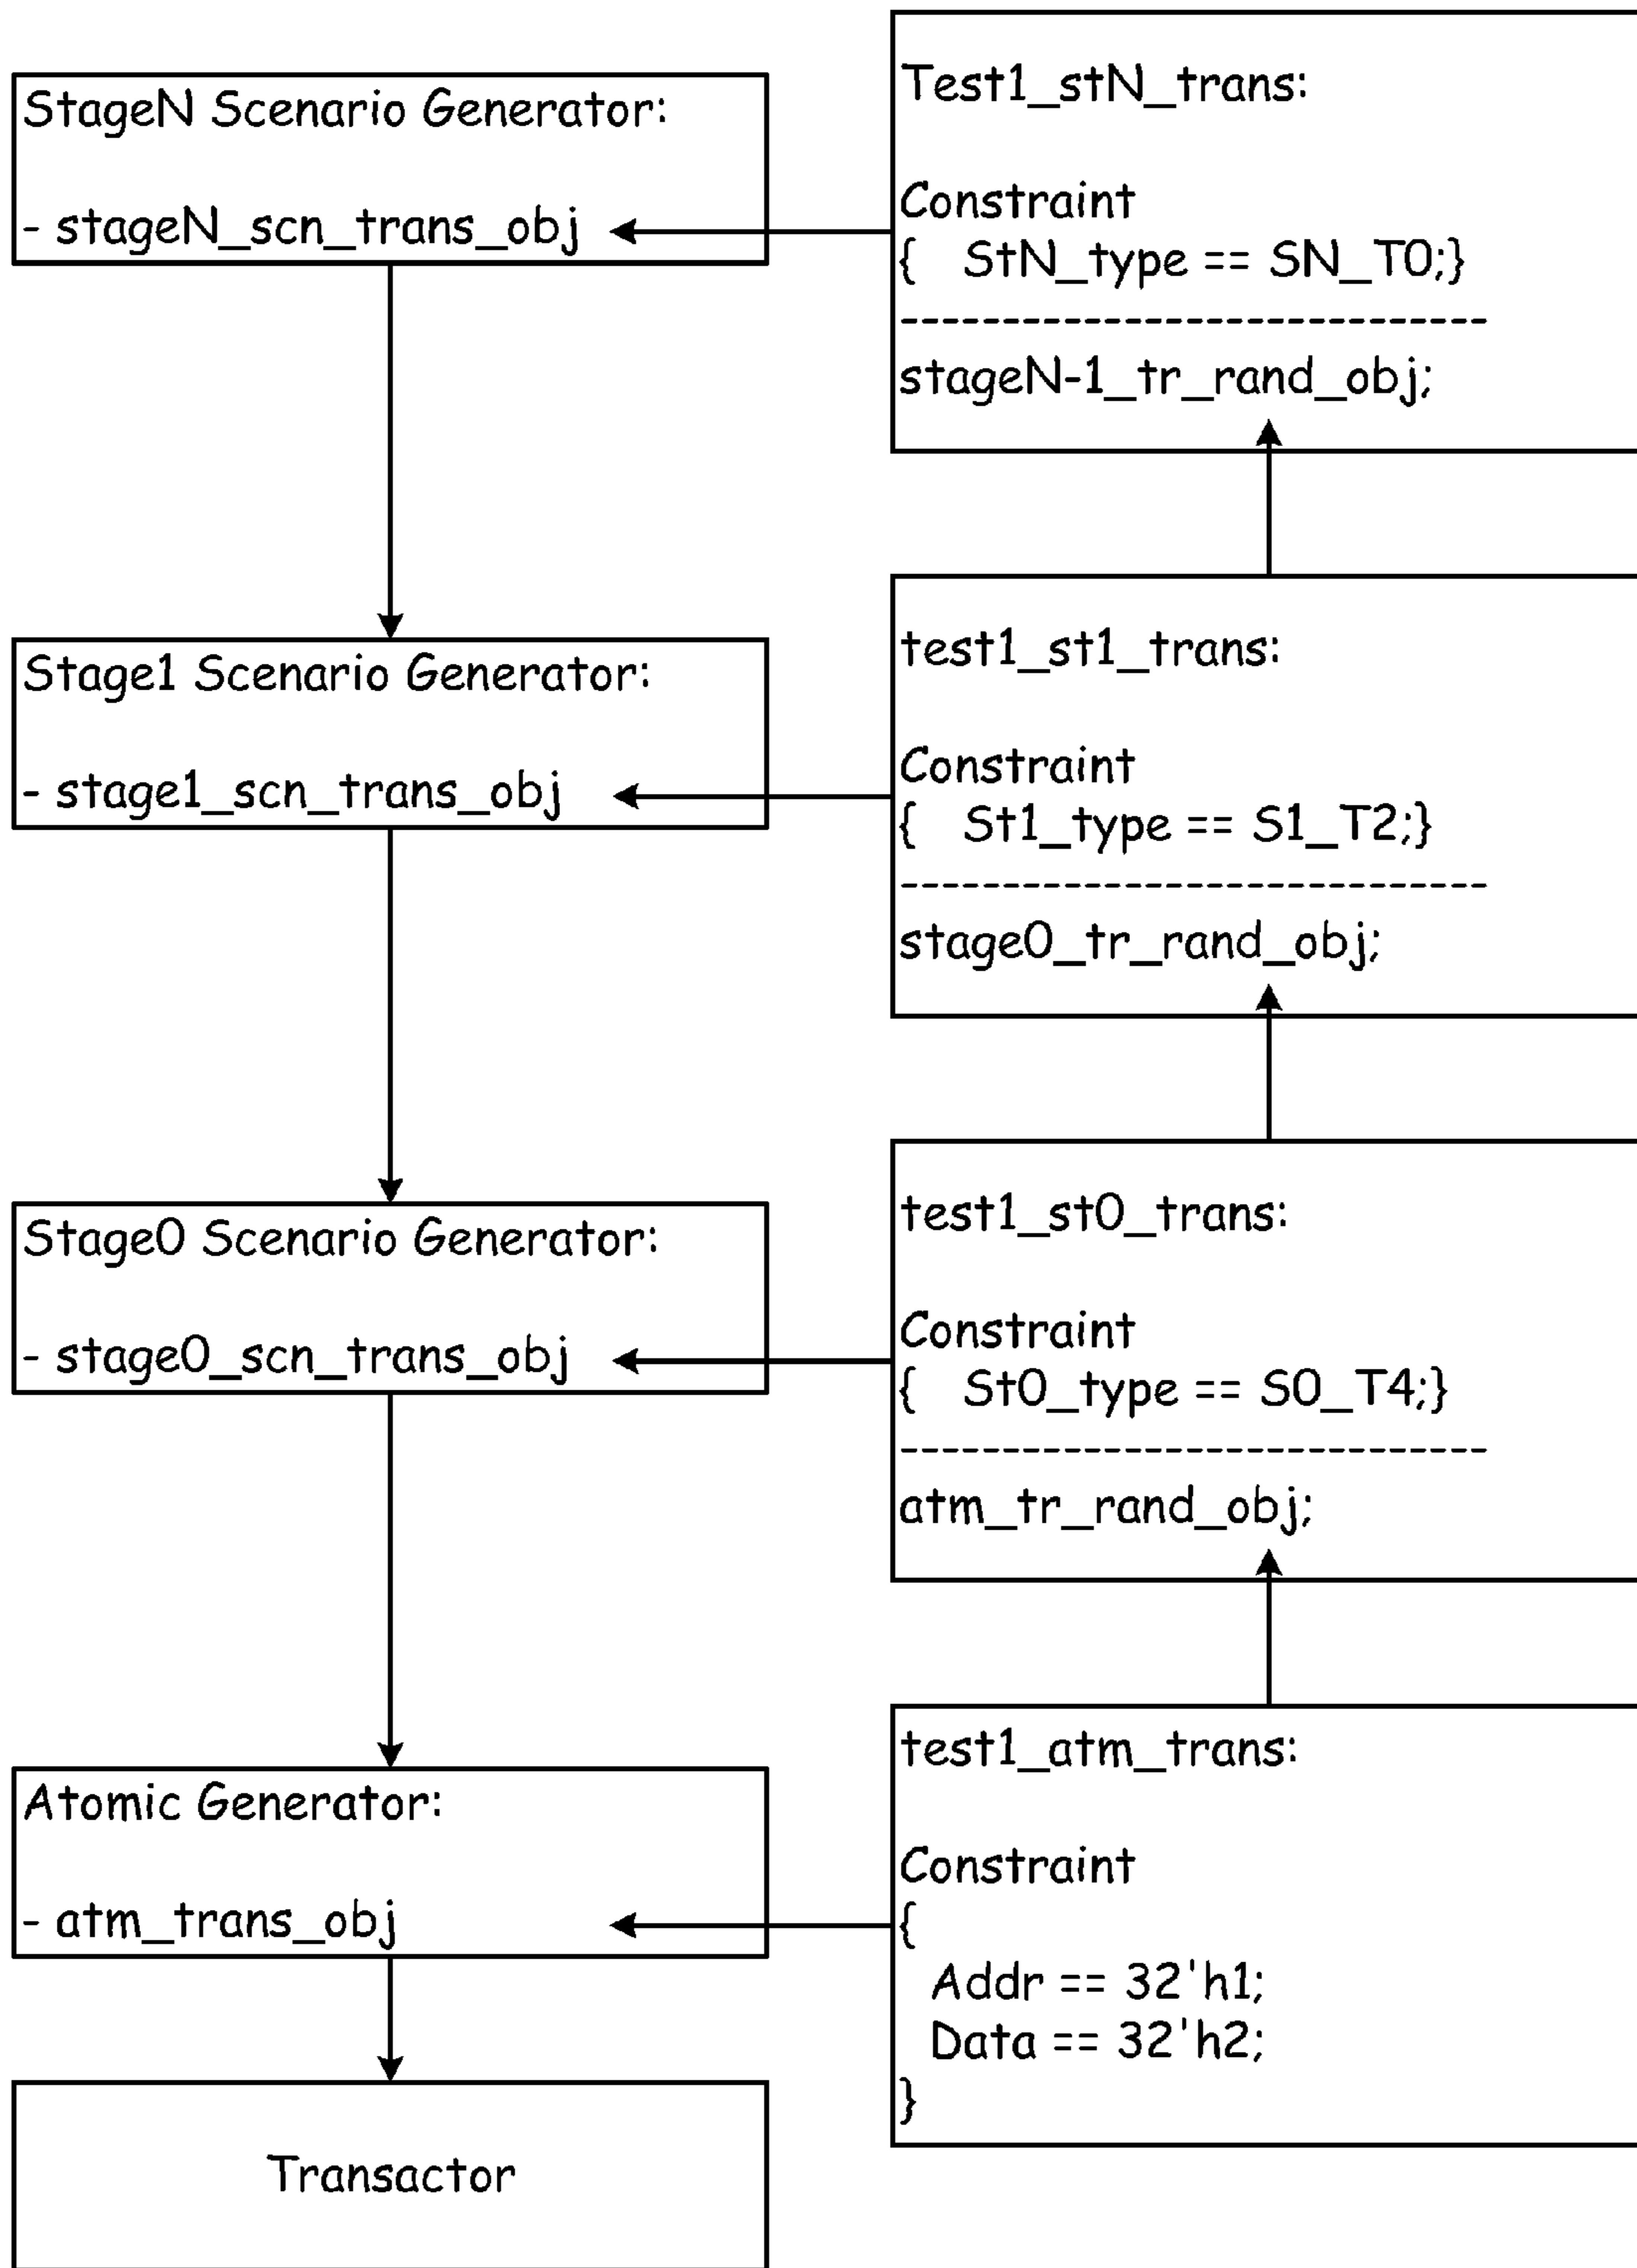 StageN Scenario Generator:
- stageN_scn_trans_obj
Test1_stN_trans:
Constraint
{ StN_type == SN_T0;}
-----------------------------
stageN-1_tr_rand_obj;
Stage1 Scenario Generator:
- stage1_scn_trans_obj
test1_st1_trans:
Constraint
{ St1_type == S1_T2;}
-----------------------------
stage0_tr_rand_obj;
Stage0 Scenario Generator:
- stage0_scn_trans_obj
test1_st0_trans:
Constraint
{ St0_type == S0_T4;}
-----------------------------
atm_tr_rand_obj;
Atomic Generator:
- atm_trans_obj
test1_atm_trans:
Constraint
{
Addr == 32'h1;
Data == 32'h2;
}
Transactor